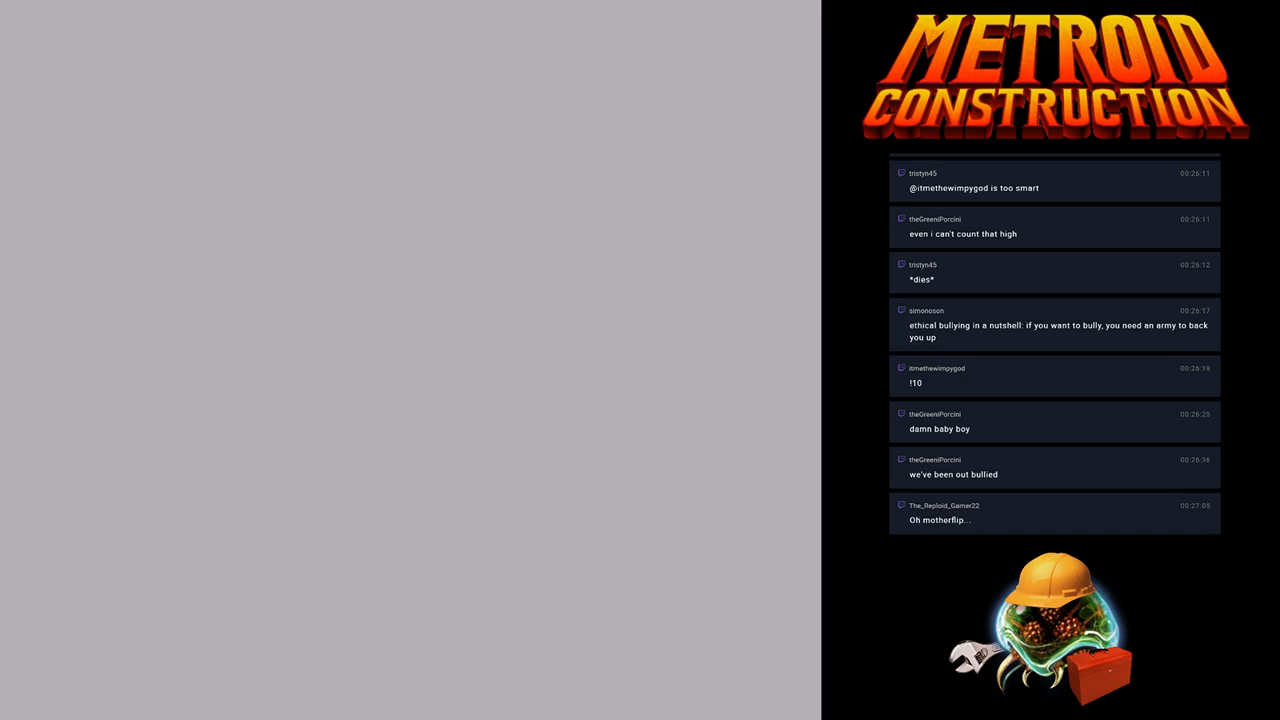 METROID
CONSTRUCTION
tristyn45 00:26:11
@itmethewimpygod is too smart
theGreeniPorcini 00:26:11
even i can't count that high
tristyn45 00:26:12
*dies*
simonoson 00:26:17
ethical bullying in a nutshell: if you want to bully, you need an army to back
you up
itmethewimpygod 00:26:19
!10
theGreeniPorcini 00:26:25
damn baby boy
theGreeniPorcini 00:26:36
we've been out bullied
The_Reploid_Gamer22 00:27:05
Oh motherflip...